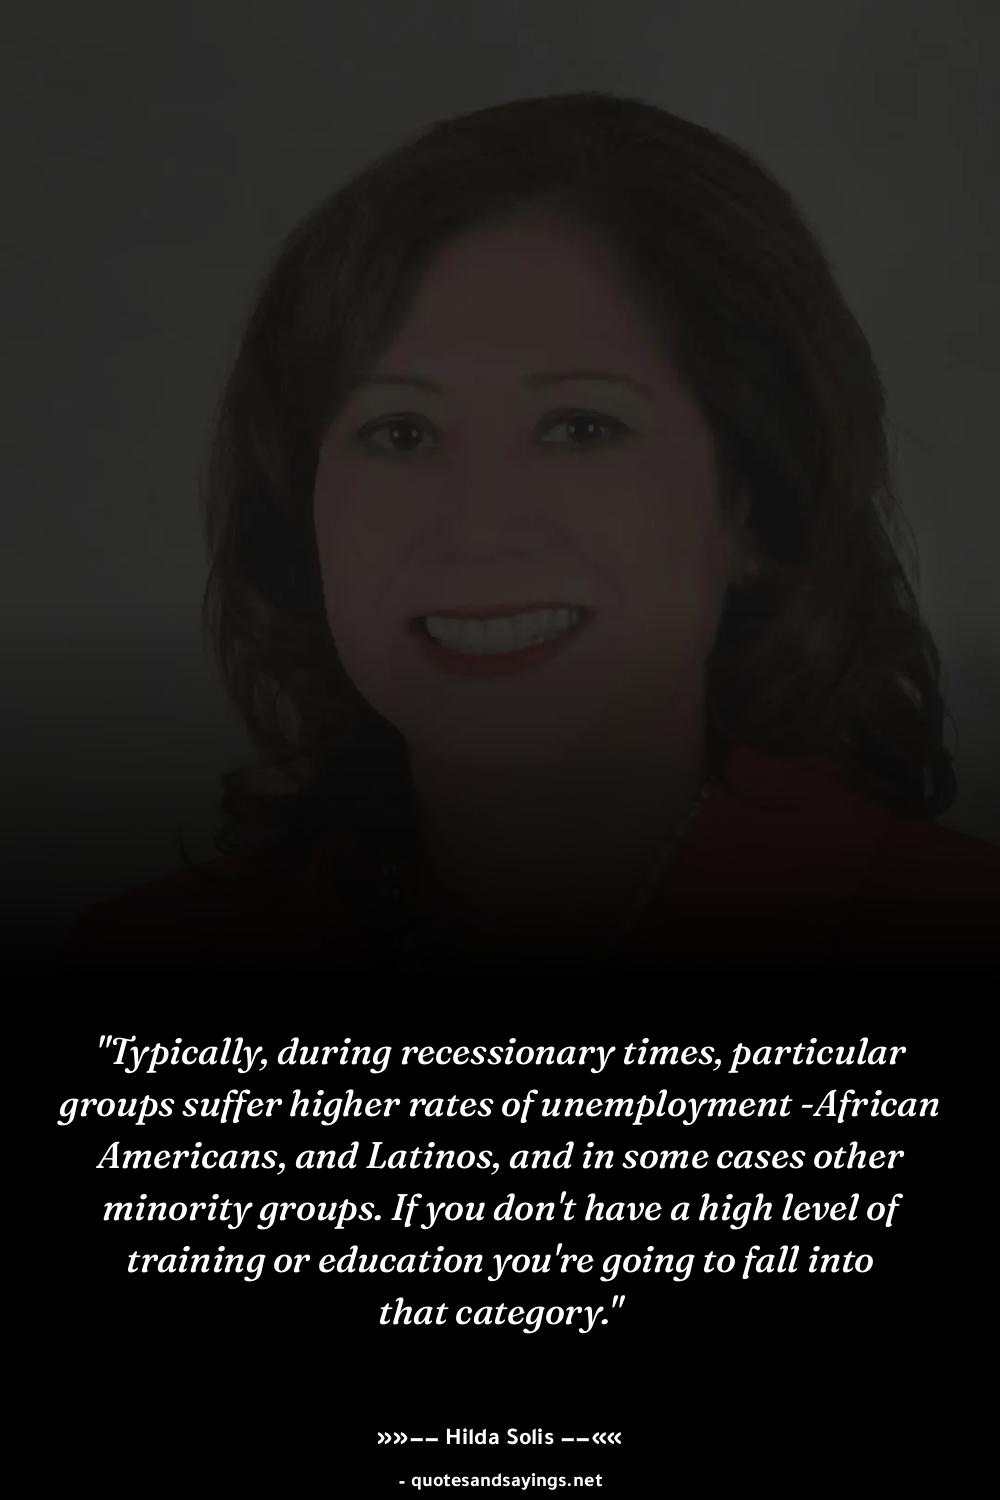 "Typically, during recessionary times, particular
groups suffer higher rates of unemployment -African
Americans, and Latinos, and in some cases other
minority groups. If you don't have a high level of
training or education you're going to fall into
that category."
»»−− Hilda Solis −−««
- quotesandsayings.net